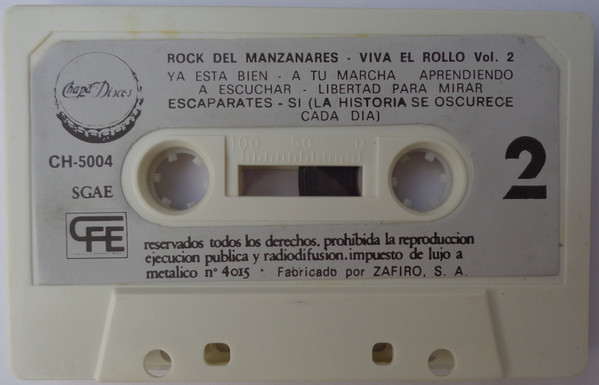 ROCK DEL MANZANARES - VIVA EL ROLLO Vol. 2
YA ESTA BIEN - A TU MARCHA APRENDIENDO
A ESCUCHAR - LIBERTAD PARA MIRAR
ESCAPARATES - SI (LA HISTORIA SE OSCURECE
CADA DIA)
Chapa Discos
CH-5004
100 50 0
2
SGAE
CFE
reservados todos los derechos. prohibida la reproduccion
ejecucion publica y radiodifusion. impuesto de lujo a
metalico nº 4015 · Fabricado por ZAFIRO, S. A.